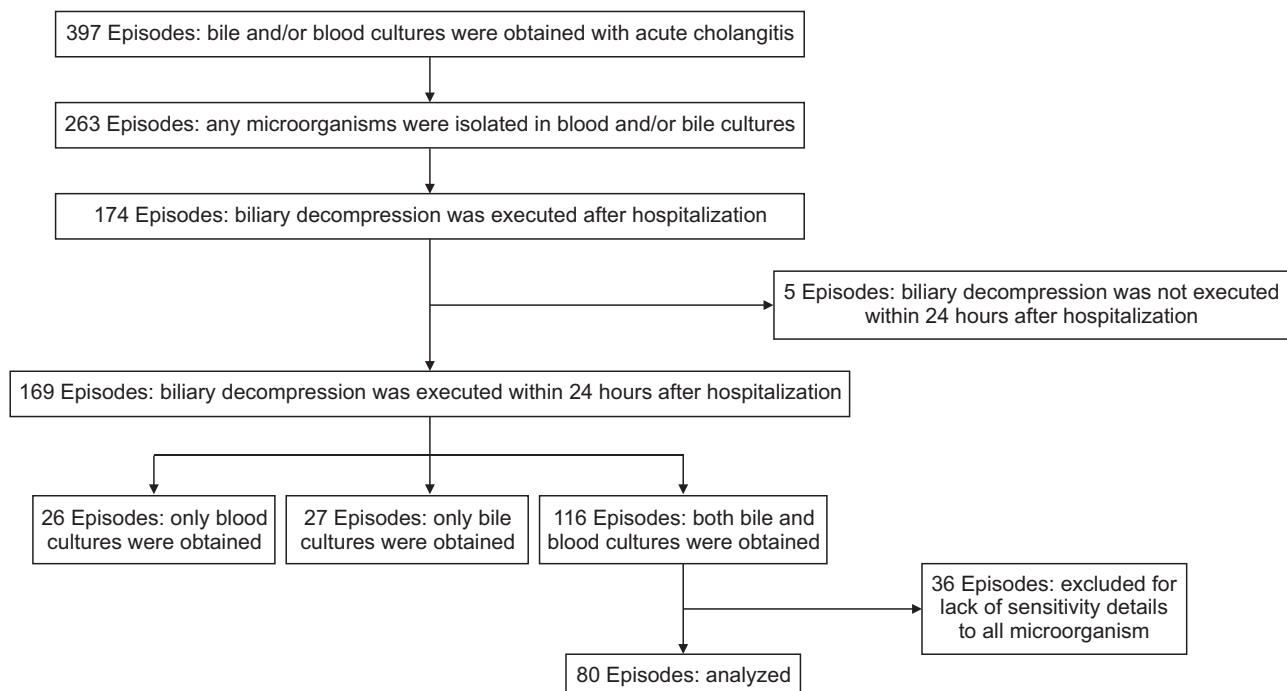 397 Episodes: bile and/or blood cultures were obtained with acute cholangitis
263 Episodes: any microorganisms were isolated in blood and/or bile cultures
174 Episodes: biliary decompression was executed after hospitalization
5 Episodes: biliary decompression was not executed
within 24 hours after hospitalization
169 Episodes: biliary decompression was executed within 24 hours after hospitalization
26 Episodes: only blood
cultures were obtained
27 Episodes: only bile
cultures were obtained
116 Episodes: both bile and
blood cultures were obtained
36 Episodes: excluded for
lack of sensitivity details
to all microorganism
80 Episodes: analyzed